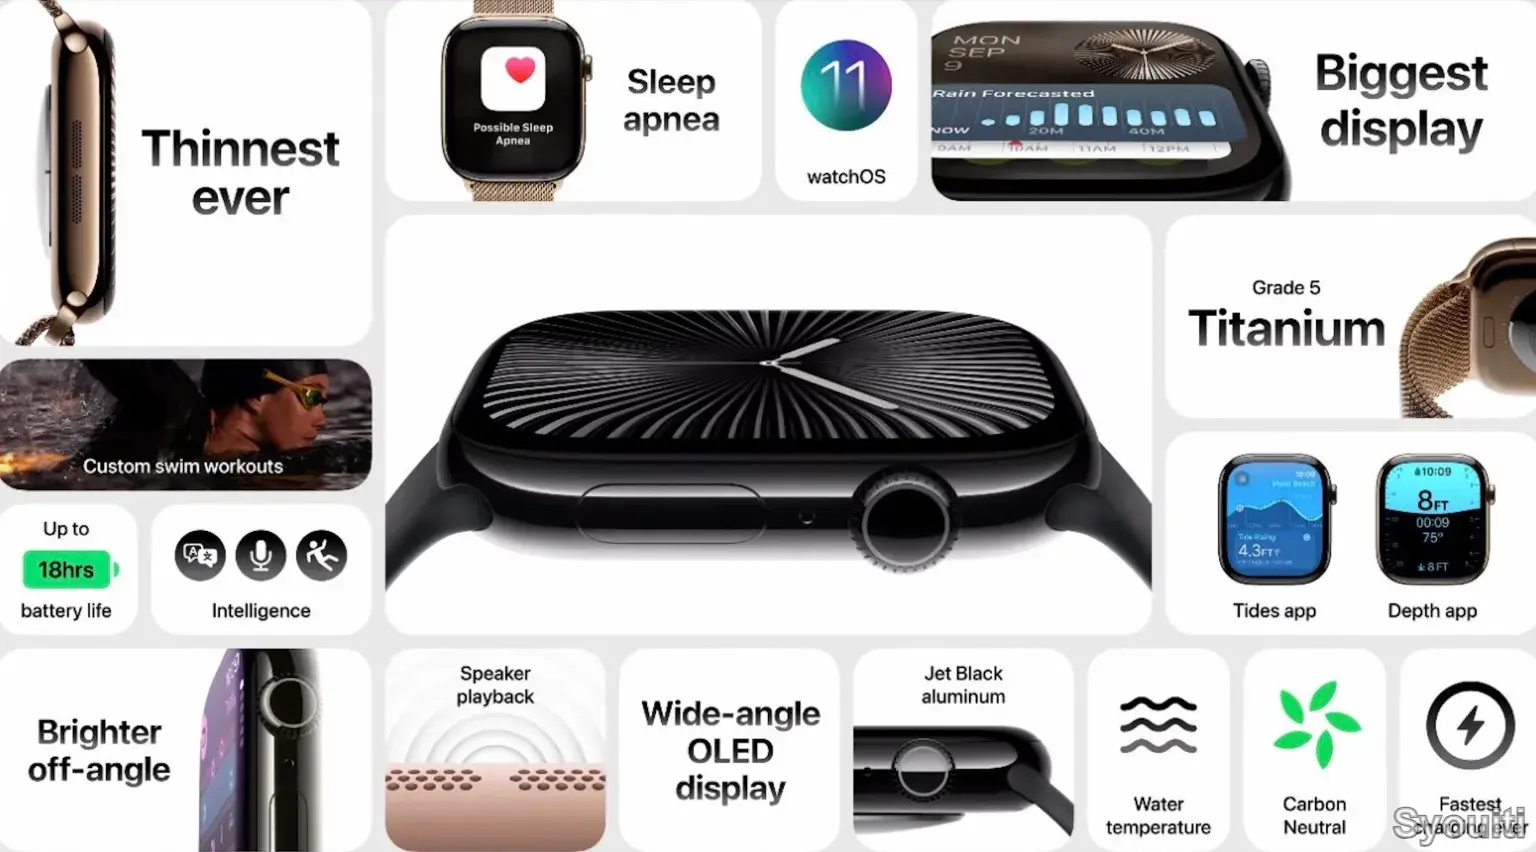 Thinnest
ever
Possible Sleep
Apnea
Sleep
apnea
11
watchOS
MON
SEP
9
Rain Forecasted
NOW
20M
40M
9AM
10AM
11AM
12PM
Biggest
display
Grade 5
Titanium
Custom swim workouts
Up to
18hrs
battery life
Intelligence
Tide Rising
4.3FT↑
Tides app
10:09
8FT
00:09
75°
8FT
Depth app
Brighter
off-angle
Speaker
playback
Wide-angle
OLED
display
Jet Black
aluminum
Water
temperature
Carbon
Neutral
Fastest
charging ever
Syouiti